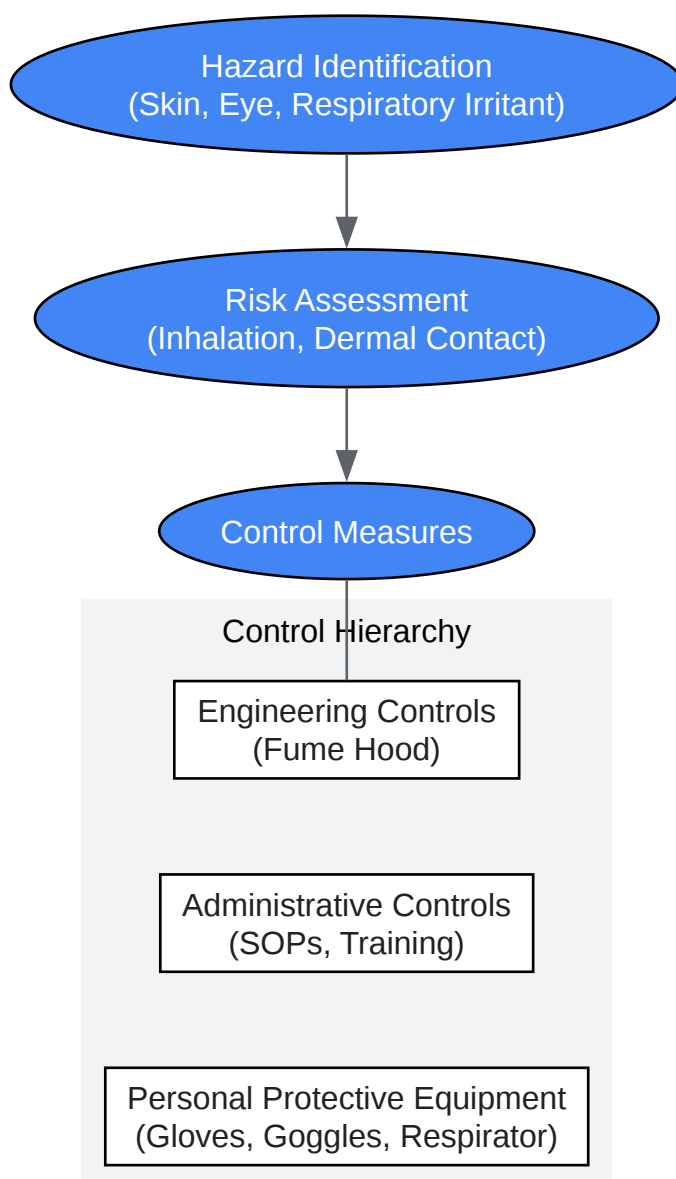 Hazard Identification
(Skin, Eye, Respiratory Irritant)
Risk Assessment
(Inhalation, Dermal Contact)
Control Measures
Control Hierarchy
Engineering Controls
(Fume Hood)
Administrative Controls
(SOPs, Training)
Personal Protective Equipment
(Gloves, Goggles, Respirator)